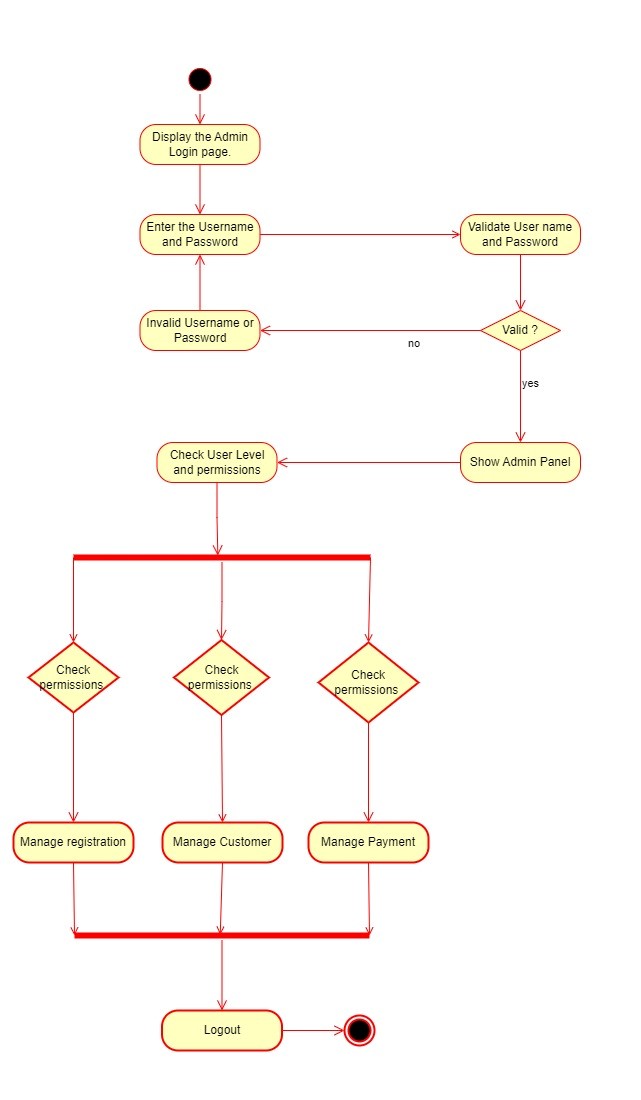 Display the Admin
Login page.
Enter the Username
and Password
Validate User name
and Password
Invalid Username or
Password
Valid ?
no
yes
Check User Level
and permissions
Show Admin Panel
Check
permissions
Check
permissions
Check
permissions
Manage registration
Manage Customer
Manage Payment
Logout